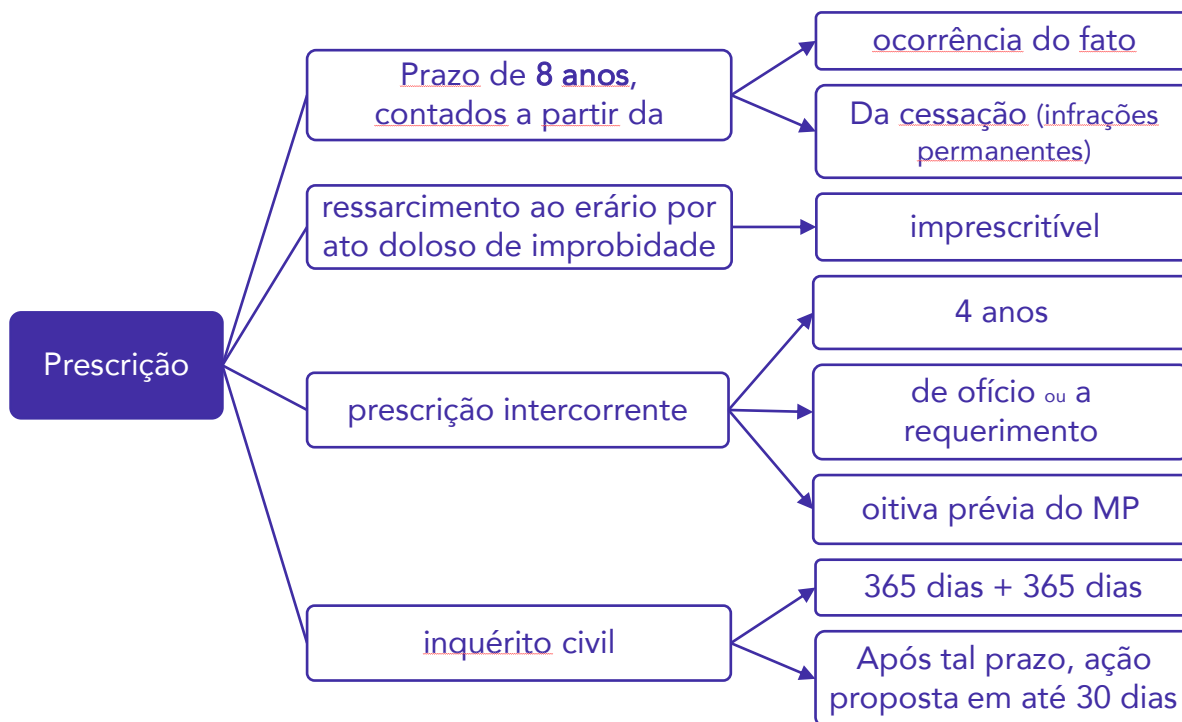 Prescrição
Prazo de 8 anos,
contados a partir da
ocorrência do fato
Da cessação (infrações
permanentes)
ressarcimento ao erário por
ato doloso de improbidade
imprescritível
prescrição intercorrente
4 anos
de ofício ou a
requerimento
oitiva prévia do MP
inquérito civil
365 dias + 365 dias
Após tal prazo, ação
proposta em até 30 dias